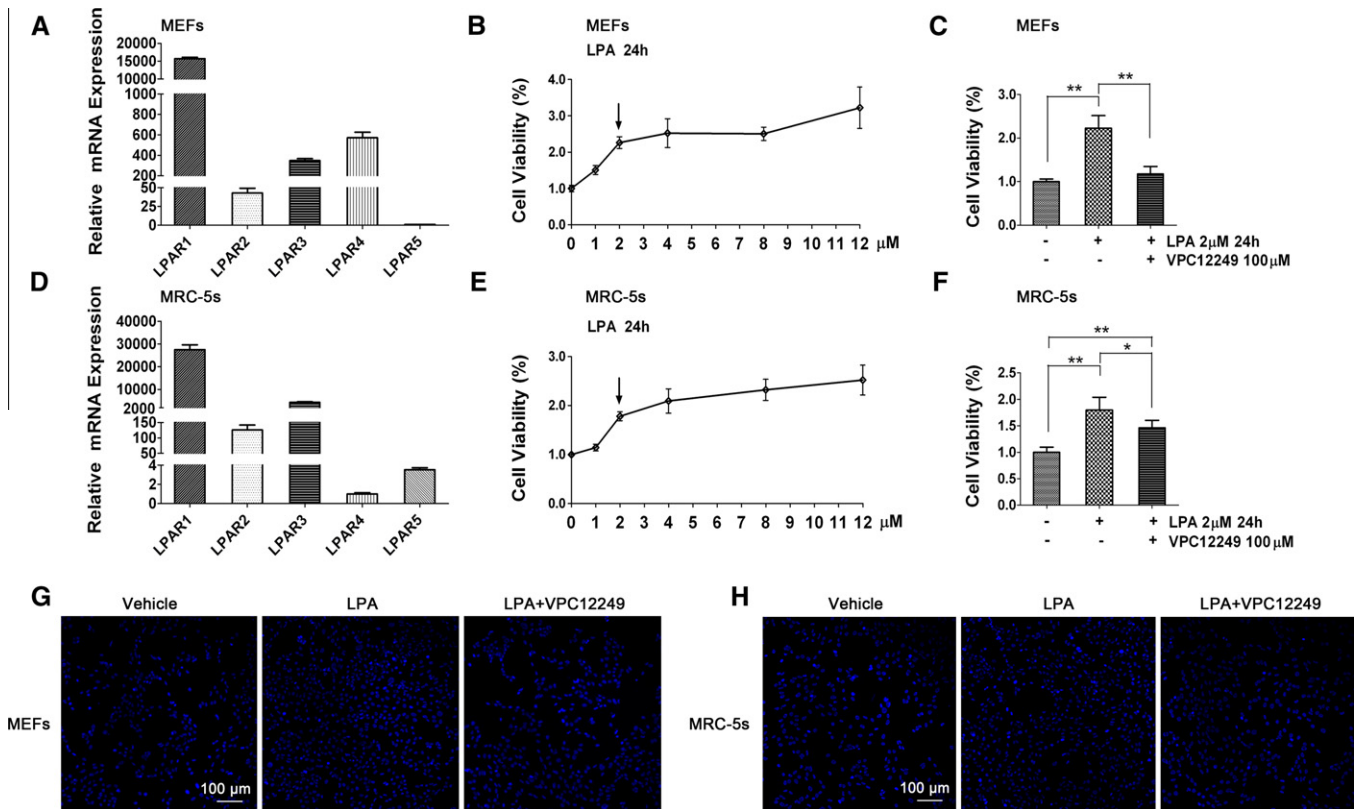 A
MEFs
Relative mRNA Expression
20000
15000
10000
800
600
400
200
50
25
0
LPAR1
LPAR2
LPAR3
LPAR4
LPAR5
B
MEFs
LPA 24h
Cell Viability (%)
4.0
3.0
2.0
1.0
0.0
0 1 2 3 4 5 6 7 8 9 10 11 12 μM
C
MEFs
Cell Viability (%)
3.0
2.0
1.0
0.0
** **
- + + LPA 2μM 24h
- - + VPC12249 100μM
D
MRC-5s
Relative mRNA Expression
40000
30000
20000
10000
2000
150
100
50
4
2
0
LPAR1
LPAR2
LPAR3
LPAR4
LPAR5
E
MRC-5s
LPA 24h
Cell Viability (%)
3.0
2.0
1.0
0.0
0 1 2 3 4 5 6 7 8 9 10 11 12 μM
F
MRC-5s
Cell Viability (%)
2.5
2.0
1.5
1.0
0.5
0.0
**
** *
- + + LPA 2μM 24h
- - + VPC12249 100μM
G
Vehicle LPA LPA+VPC12249
MEFs
100 μm
H
Vehicle LPA LPA+VPC12249
MRC-5s
100 μm